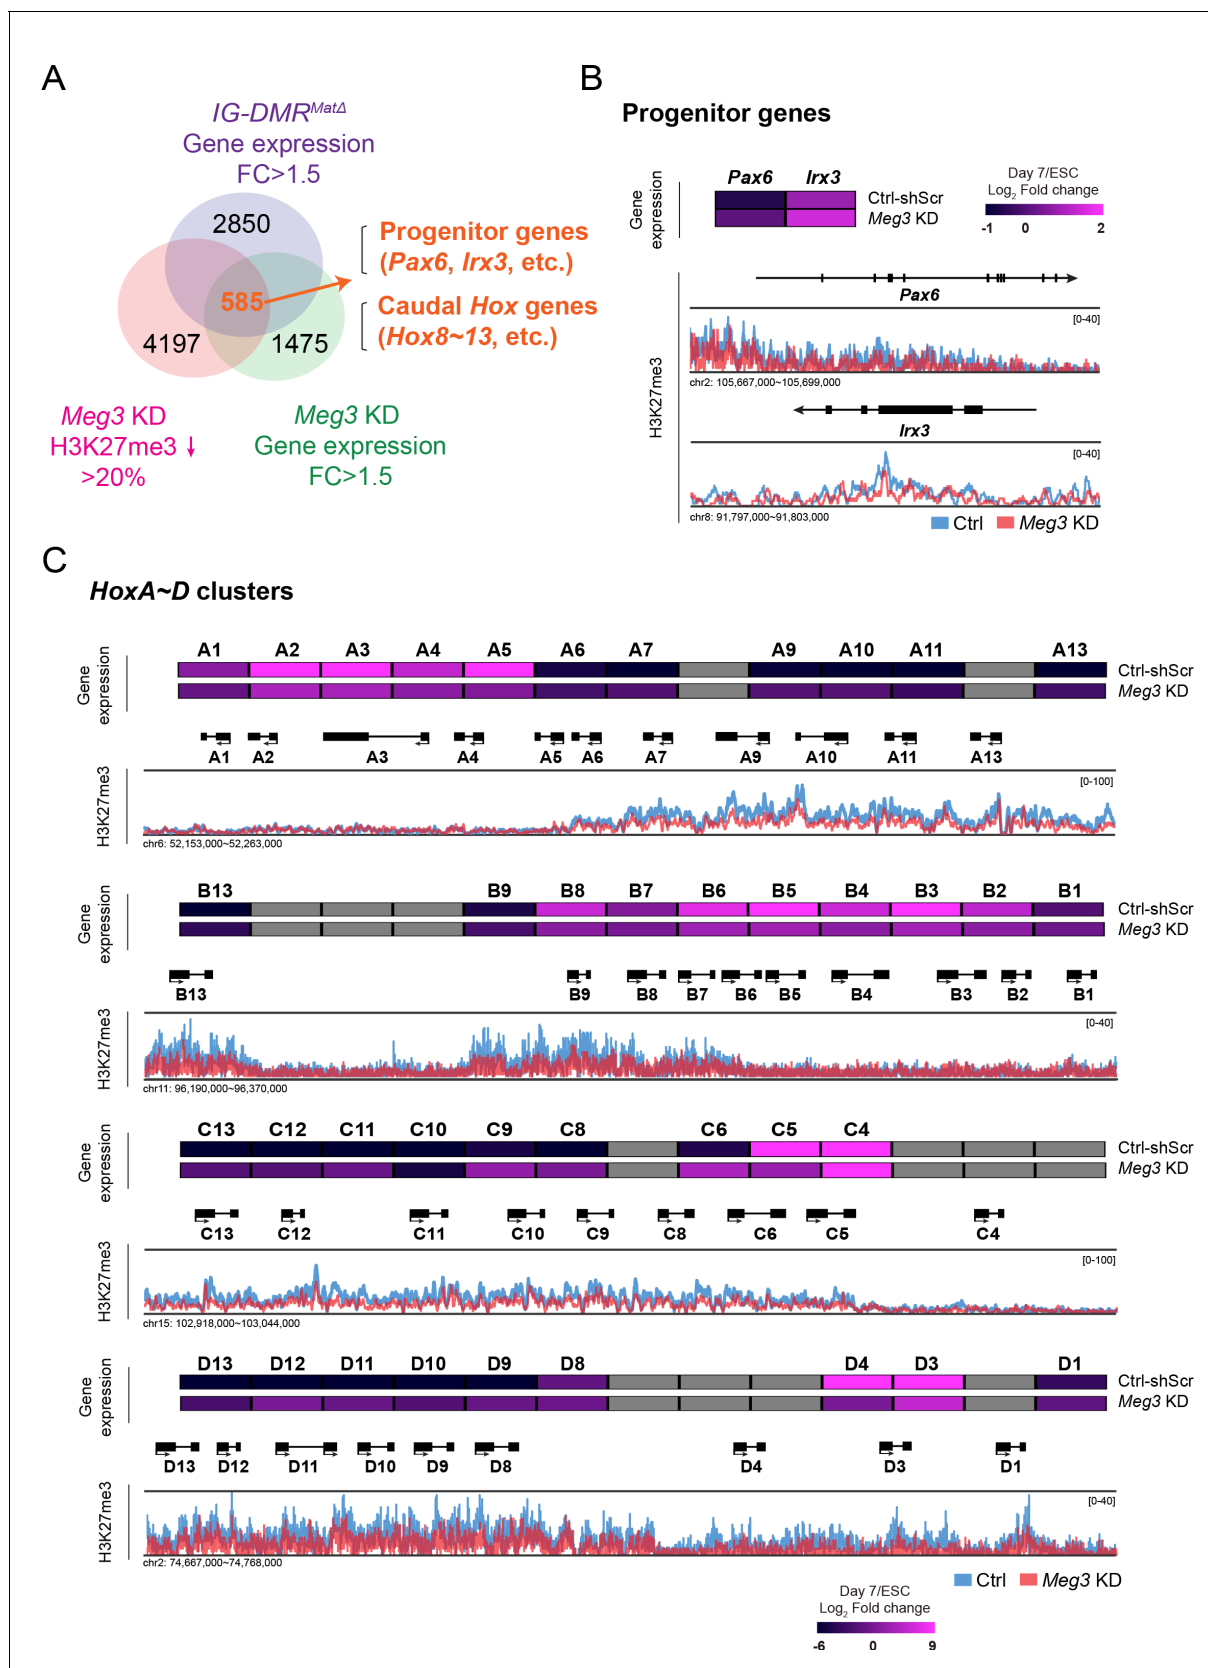 A
IG-DMR^MatΔ
Gene expression
FC>1.5
2850
585
4197
1475
Progenitor genes
(Pax6, Irx3, etc.)
Caudal Hox genes
(Hox8~13, etc.)
Meg3 KD
H3K27me3 ↓
>20%
Meg3 KD
Gene expression
FC>1.5
B
Progenitor genes
Gene
expression
Pax6 Irx3
Ctrl-shScr
Meg3 KD
Day 7/ESC
Log2 Fold change
-1 0 2
H3K27me3
Pax6
[0-40]
chr2: 105,667,000~105,699,000
Irx3
[0-40]
chr8: 91,797,000~91,803,000
Ctrl Meg3 KD
C
HoxA~D clusters
Gene
expression
A1 A2 A3 A4 A5 A6 A7 A9 A10 A11 A13
Ctrl-shScr
Meg3 KD
A1 A2 A3 A4 A5 A6 A7 A9 A10 A11 A13
H3K27me3
[0-100]
chr6: 52,153,000~52,263,000
Gene
expression
B13 B9 B8 B7 B6 B5 B4 B3 B2 B1
Ctrl-shScr
Meg3 KD
B13 B9 B8 B7 B6 B5 B4 B3 B2 B1
H3K27me3
[0-40]
chr11: 96,190,000~96,370,000
Gene
expression
C13 C12 C11 C10 C9 C8 C6 C5 C4
Ctrl-shScr
Meg3 KD
C13 C12 C11 C10 C9 C8 C6 C5 C4
H3K27me3
[0-100]
chr15: 102,918,000~103,044,000
Gene
expression
D13 D12 D11 D10 D9 D8 D4 D3 D1
Ctrl-shScr
Meg3 KD
D13 D12 D11 D10 D9 D8 D4 D3 D1
H3K27me3
[0-40]
chr2: 74,667,000~74,768,000
Ctrl Meg3 KD
Day 7/ESC
Log2 Fold change
-6 0 9